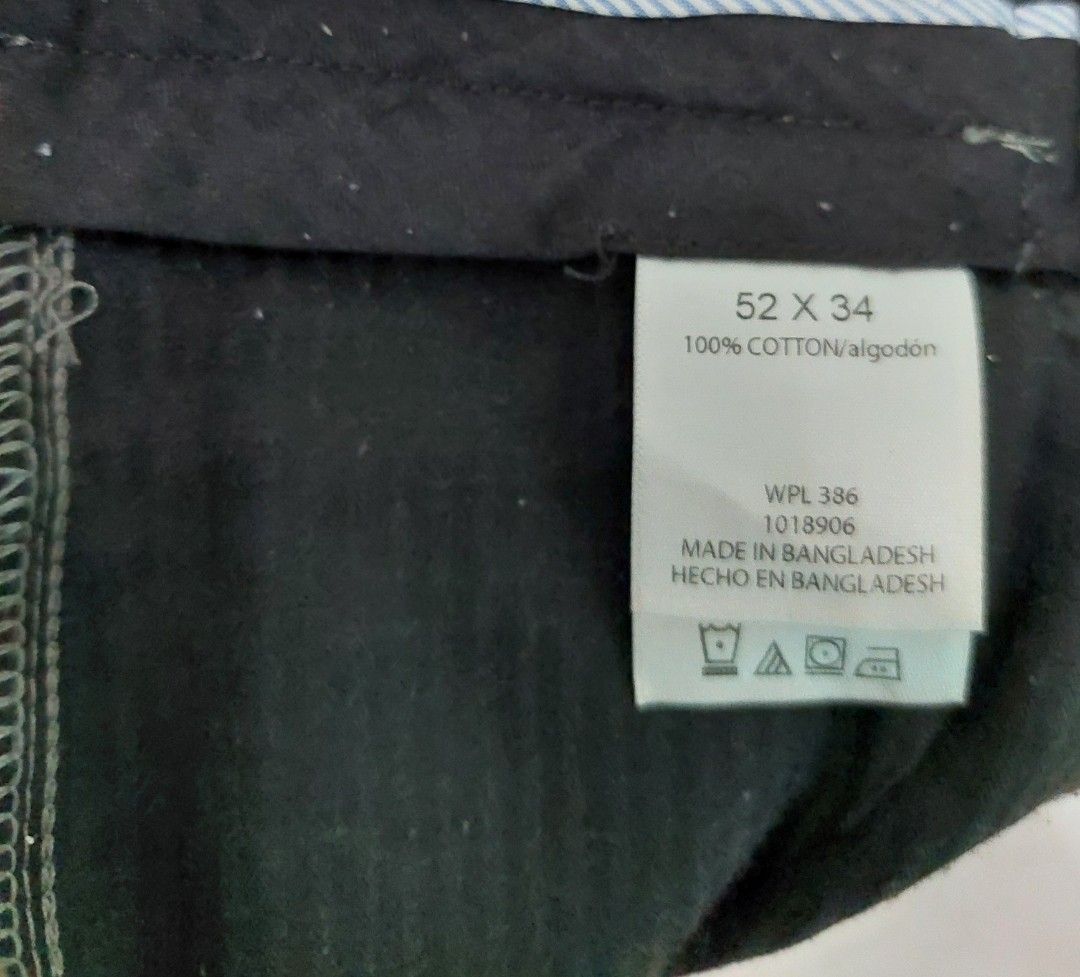 52 X 34
100% COTTON/algodón
WPL 386
1018906
MADE IN BANGLADESH
HECHO EN BANGLADESH